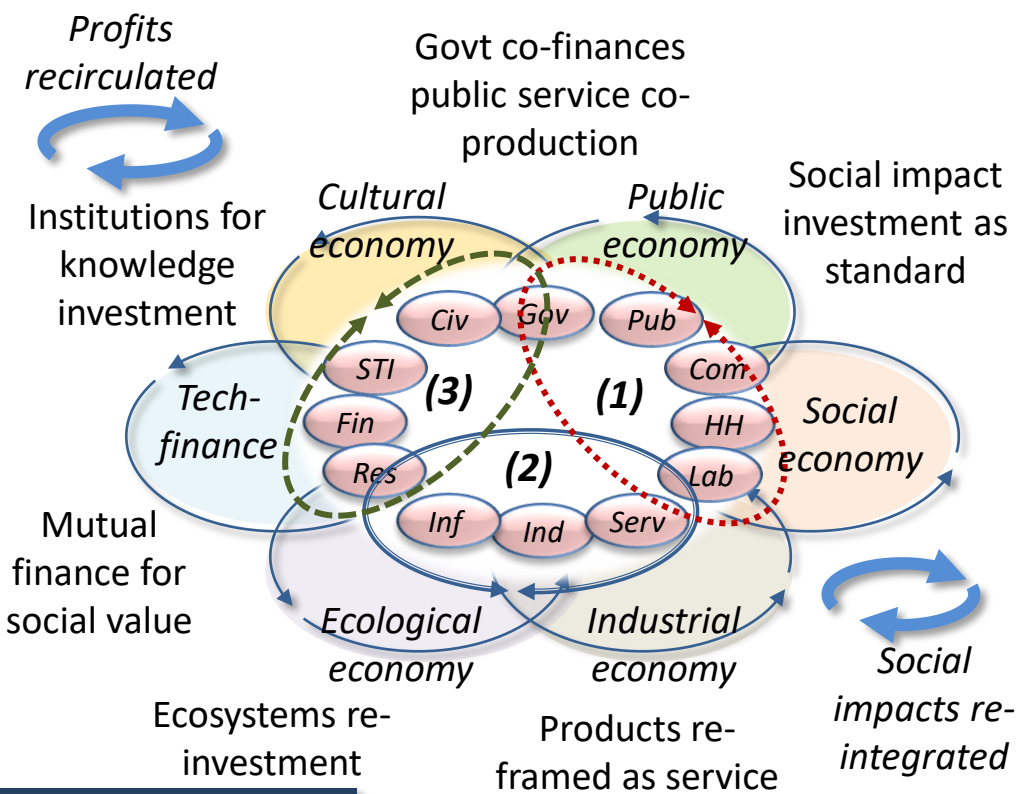 Profits
recirculated
Govt co-finances
public service co-
production
Social impact
investment as
standard
Institutions for
knowledge
investment
Cultural
economy
Public
economy
Civ
Gov
Pub
STI
Com
(3)
(1)
Tech-
finance
Fin
HH
Social
economy
Res
(2)
Lab
Inf
Ind
Serv
Mutual
finance for
social value
Ecological
economy
Industrial
economy
Social
impacts re-
integrated
Ecosystems re-
investment
Products re-
framed as service